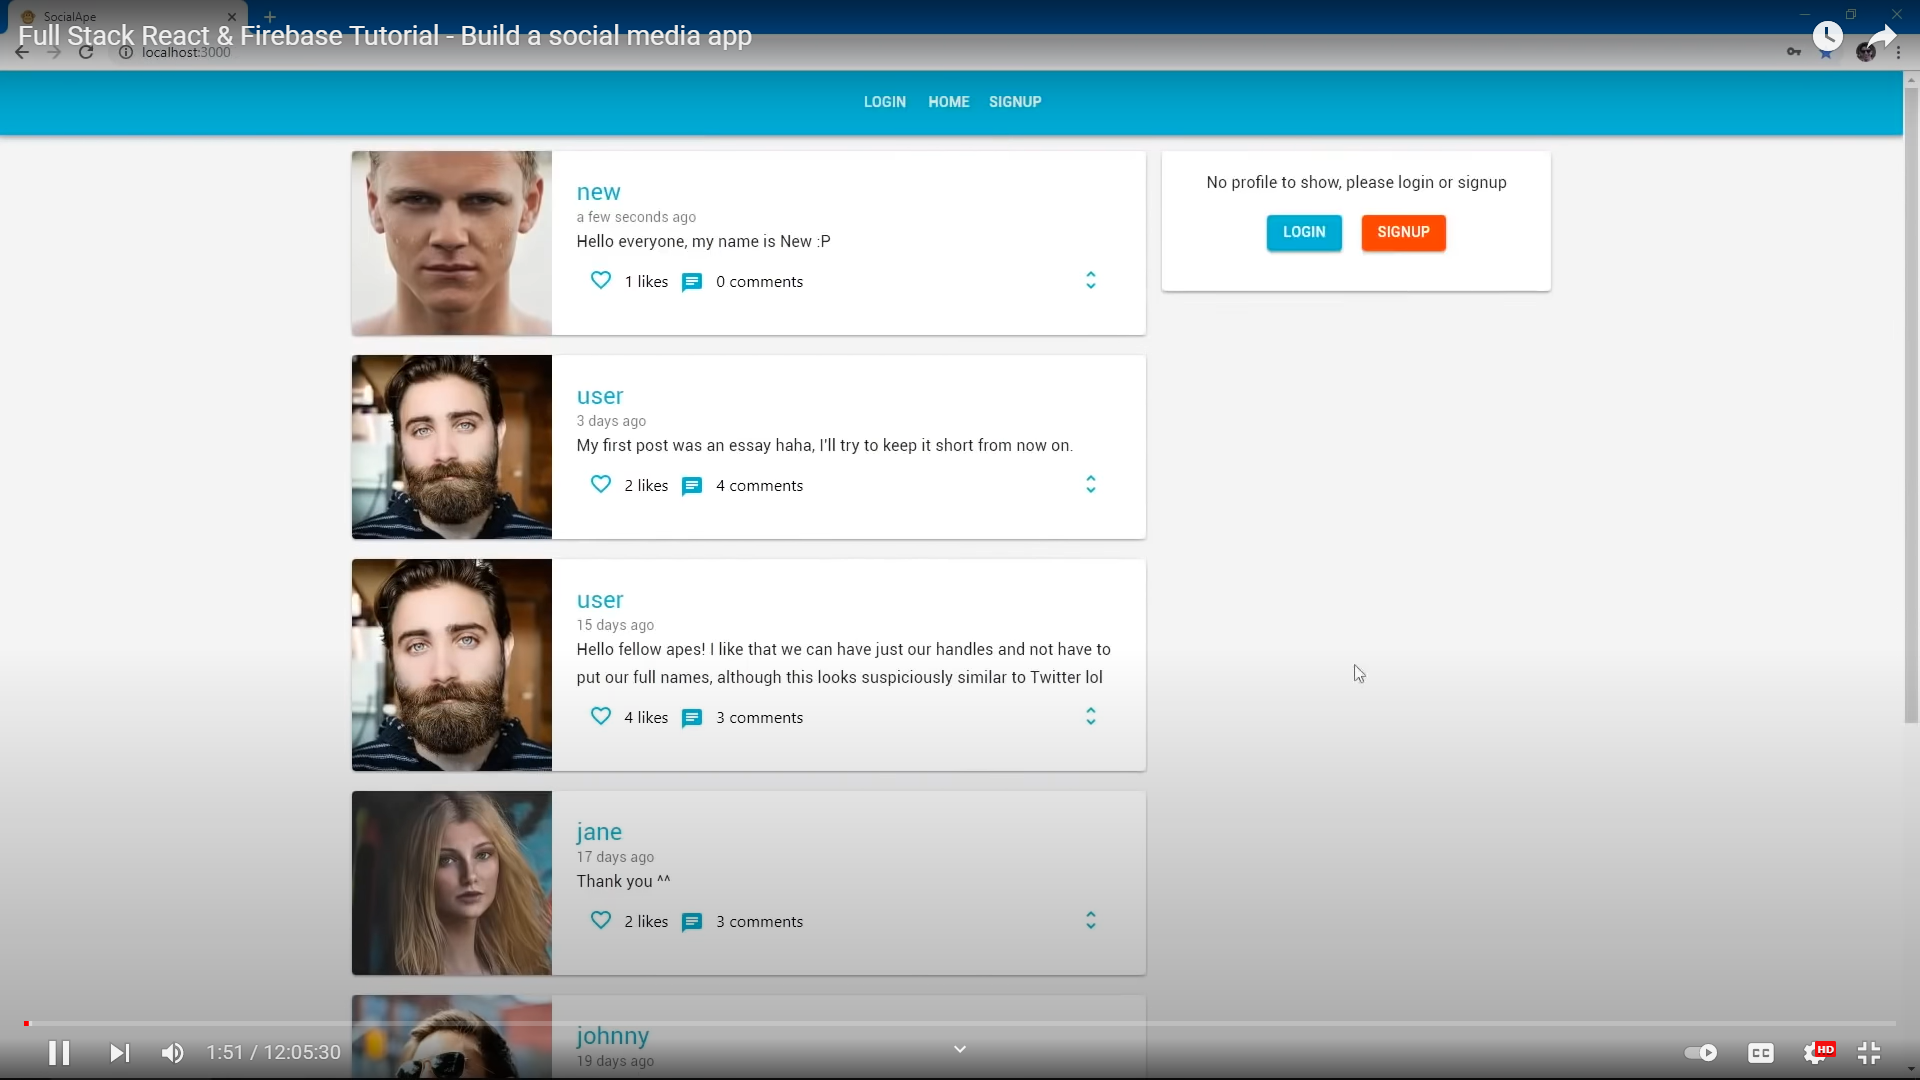 SocialApe
Full Stack React & Firebase Tutorial - Build a social media app
localhost:3000
LOGIN HOME SIGNUP
new
a few seconds ago
Hello everyone, my name is New :P
1 likes 0 comments
No profile to show, please login or signup
LOGIN SIGNUP
user
3 days ago
My first post was an essay haha, I'll try to keep it short from now on.
2 likes 4 comments
user
15 days ago
Hello fellow apes! I like that we can have just our handles and not have to
put our full names, although this looks suspiciously similar to Twitter lol
4 likes 3 comments
jane
17 days ago
Thank you ^^
2 likes 3 comments
johnny
19 days ago
1:51 / 12:05:30
CC HD